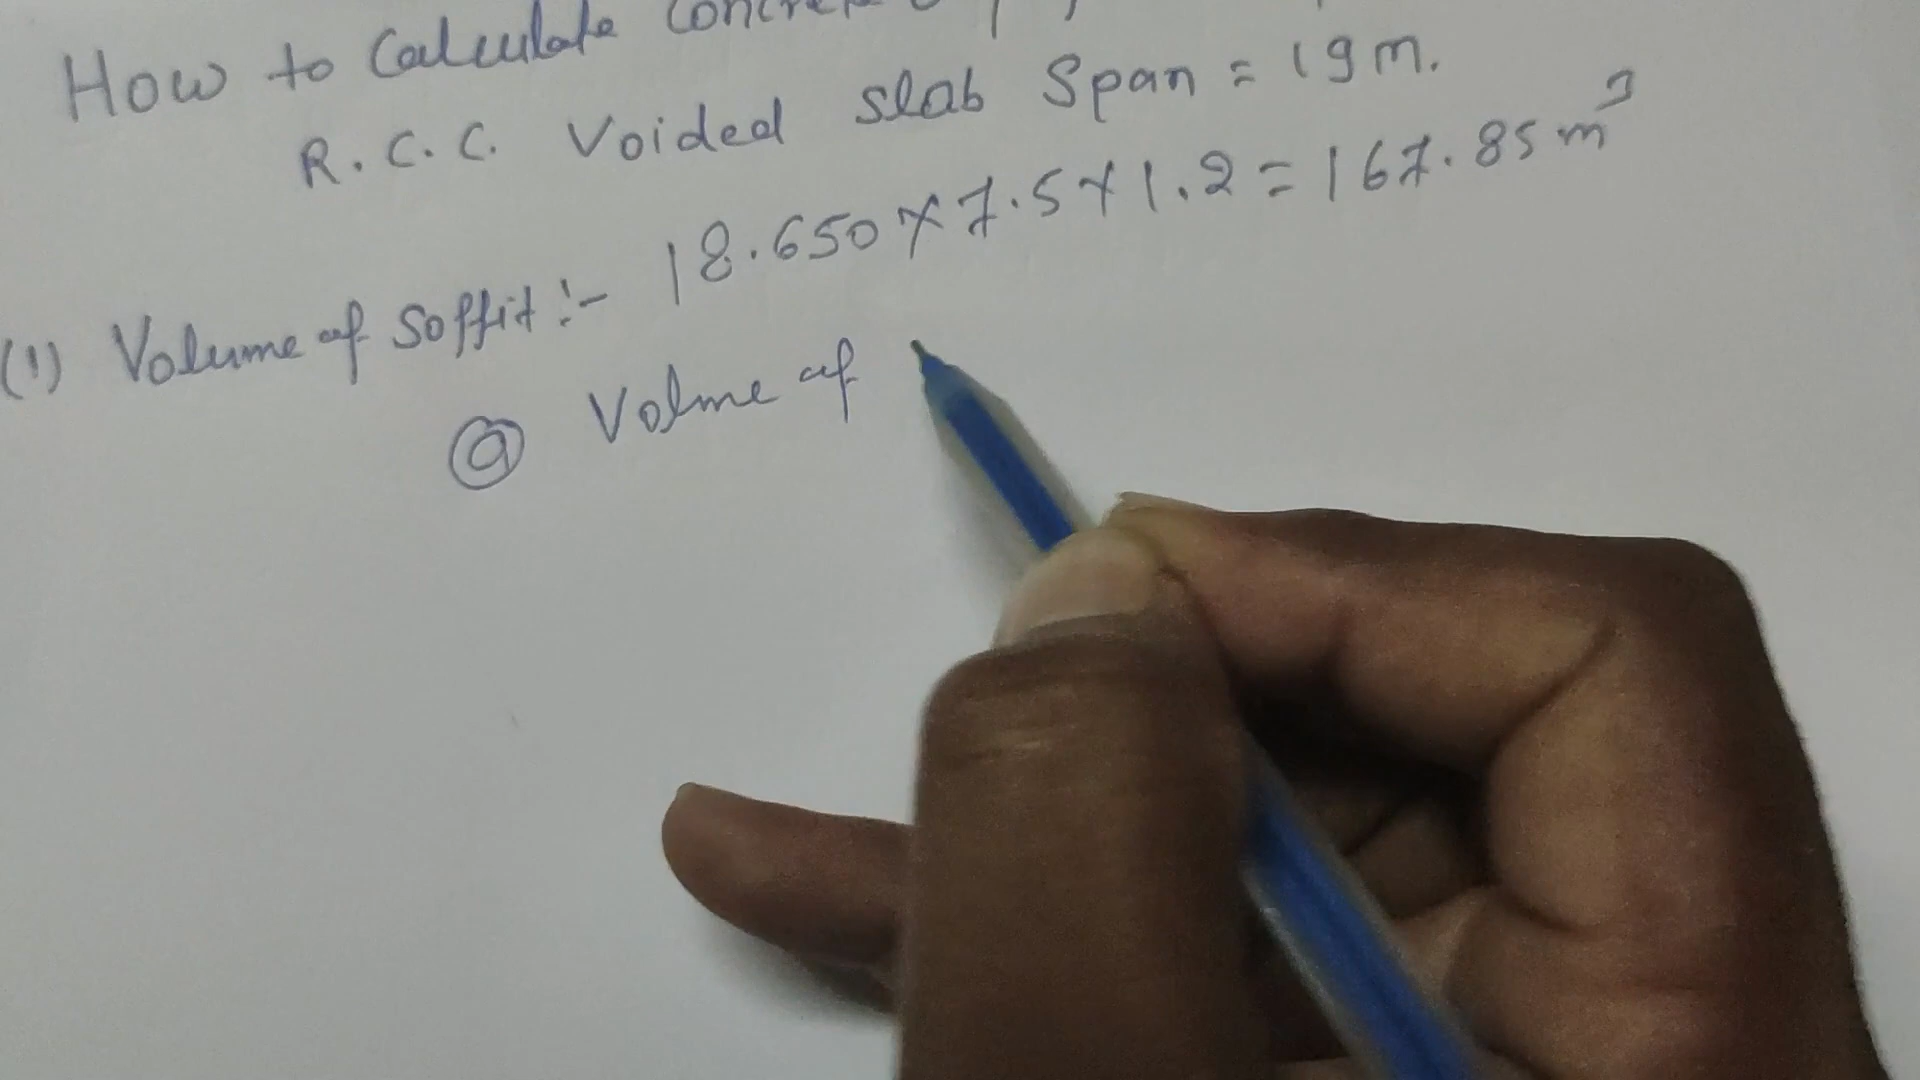 How to Calculate
R.C.C. Voided slab Span = 19m.
(1) Volume of Soffit :- 18.650 × 7.5 × 1.2 = 167.85 m³
ⓐ Volme of